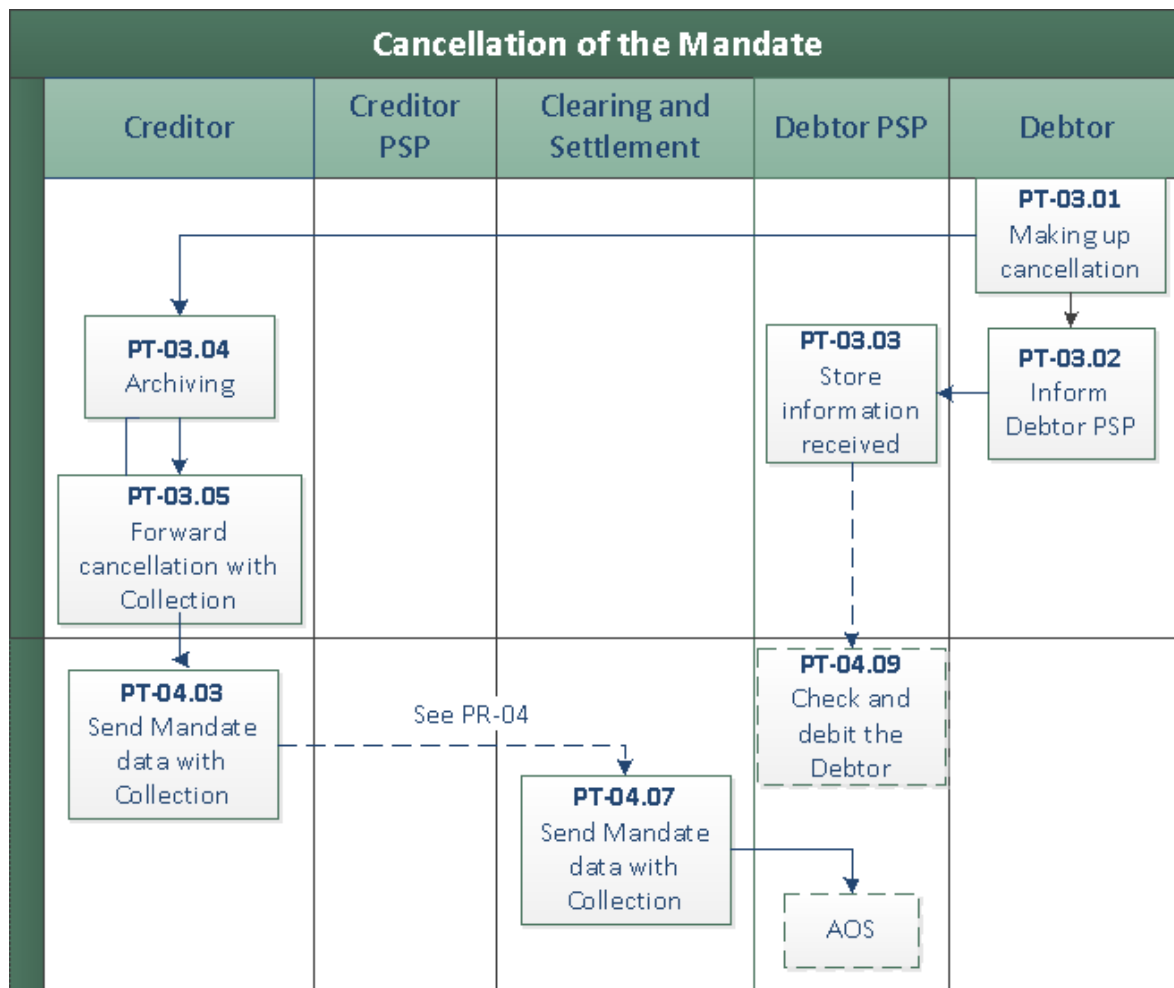 Cancellation of the Mandate
Creditor
Creditor
PSP
Clearing and
Settlement
Debtor PSP
Debtor
PT-03.01
Making up
cancellation
PT-03.04
Archiving
PT-03.03
Store
information
received
PT-03.02
Inform
Debtor PSP
PT-03.05
Forward
cancellation with
Collection
PT-04.03
Send Mandate
data with
Collection
See PR-04
PT-04.09
Check and
debit the
Debtor
PT-04.07
Send Mandate
data with
Collection
AOS